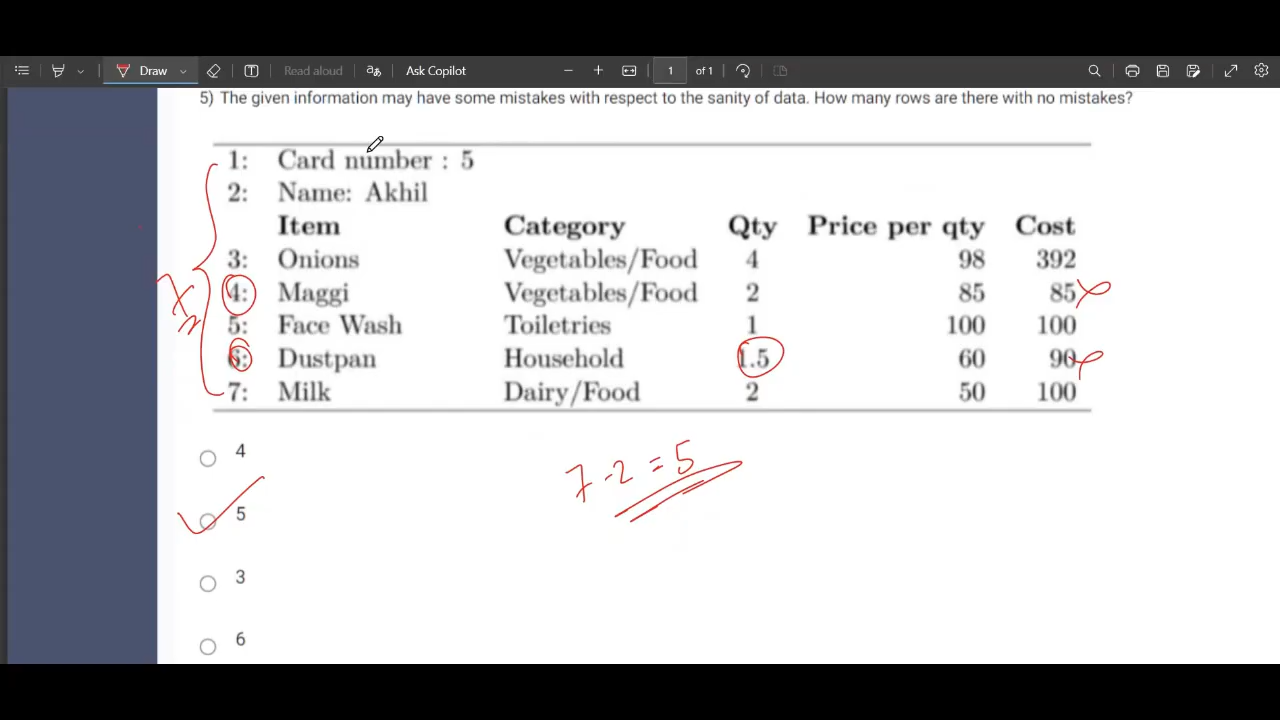 Draw Read aloud aあ Ask Copilot 1 of 1
5) The given information may have some mistakes with respect to the sanity of data. How many rows are there with no mistakes?
1: Card number : 5
2: Name: Akhil
Item Category Qty Price per qty Cost
3: Onions Vegetables/Food 4 98 392
4: Maggi Vegetables/Food 2 85 85
5: Face Wash Toiletries 1 100 100
6: Dustpan Household 1.5 60 90
7: Milk Dairy/Food 2 50 100
7-2=5
4
5
3
6